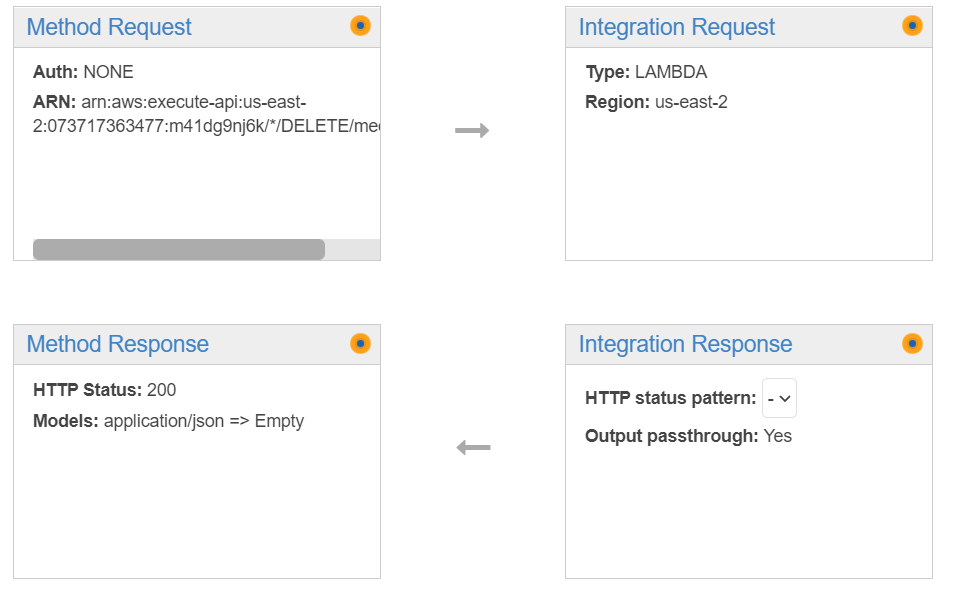 Method Request
Auth: NONE
ARN: arn:aws:execute-api:us-east-
2:073717363477:m41dg9nj6k/*/DELETE/me
Integration Request
Type: LAMBDA
Region: us-east-2
Method Response
HTTP Status: 200
Models: application/json => Empty
Integration Response
HTTP status pattern: -
Output passthrough: Yes